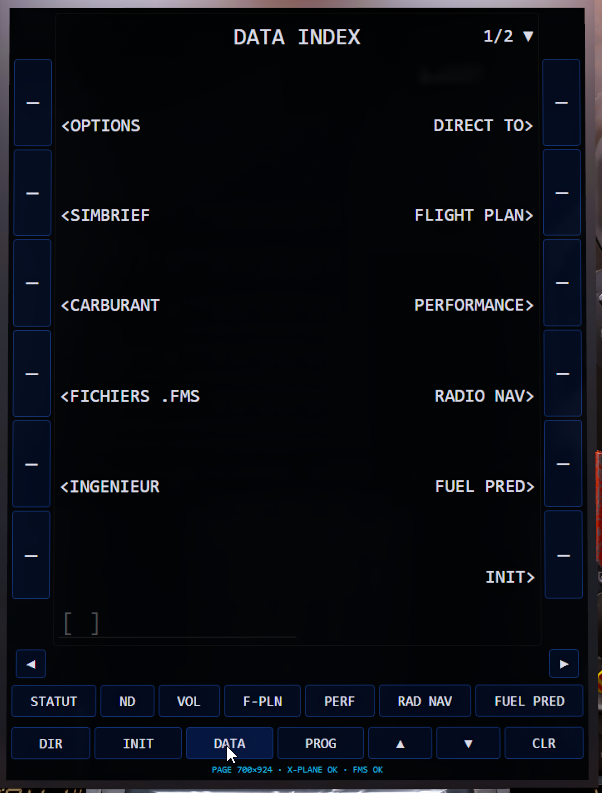 DATA INDEX 1/2 ▼
<OPTIONS DIRECT TO>
<SIMBRIEF FLIGHT PLAN>
<CARBURANT PERFORMANCE>
<FICHIERS .FMS RADIO NAV>
<INGENIEUR FUEL PRED>
INIT>
[ ]
◀ ▶
STATUT ND VOL F-PLN PERF RAD NAV FUEL PRED
DIR INIT DATA PROG ▲ ▼ CLR
PAGE 700×924 · X-PLANE OK · FMS OK